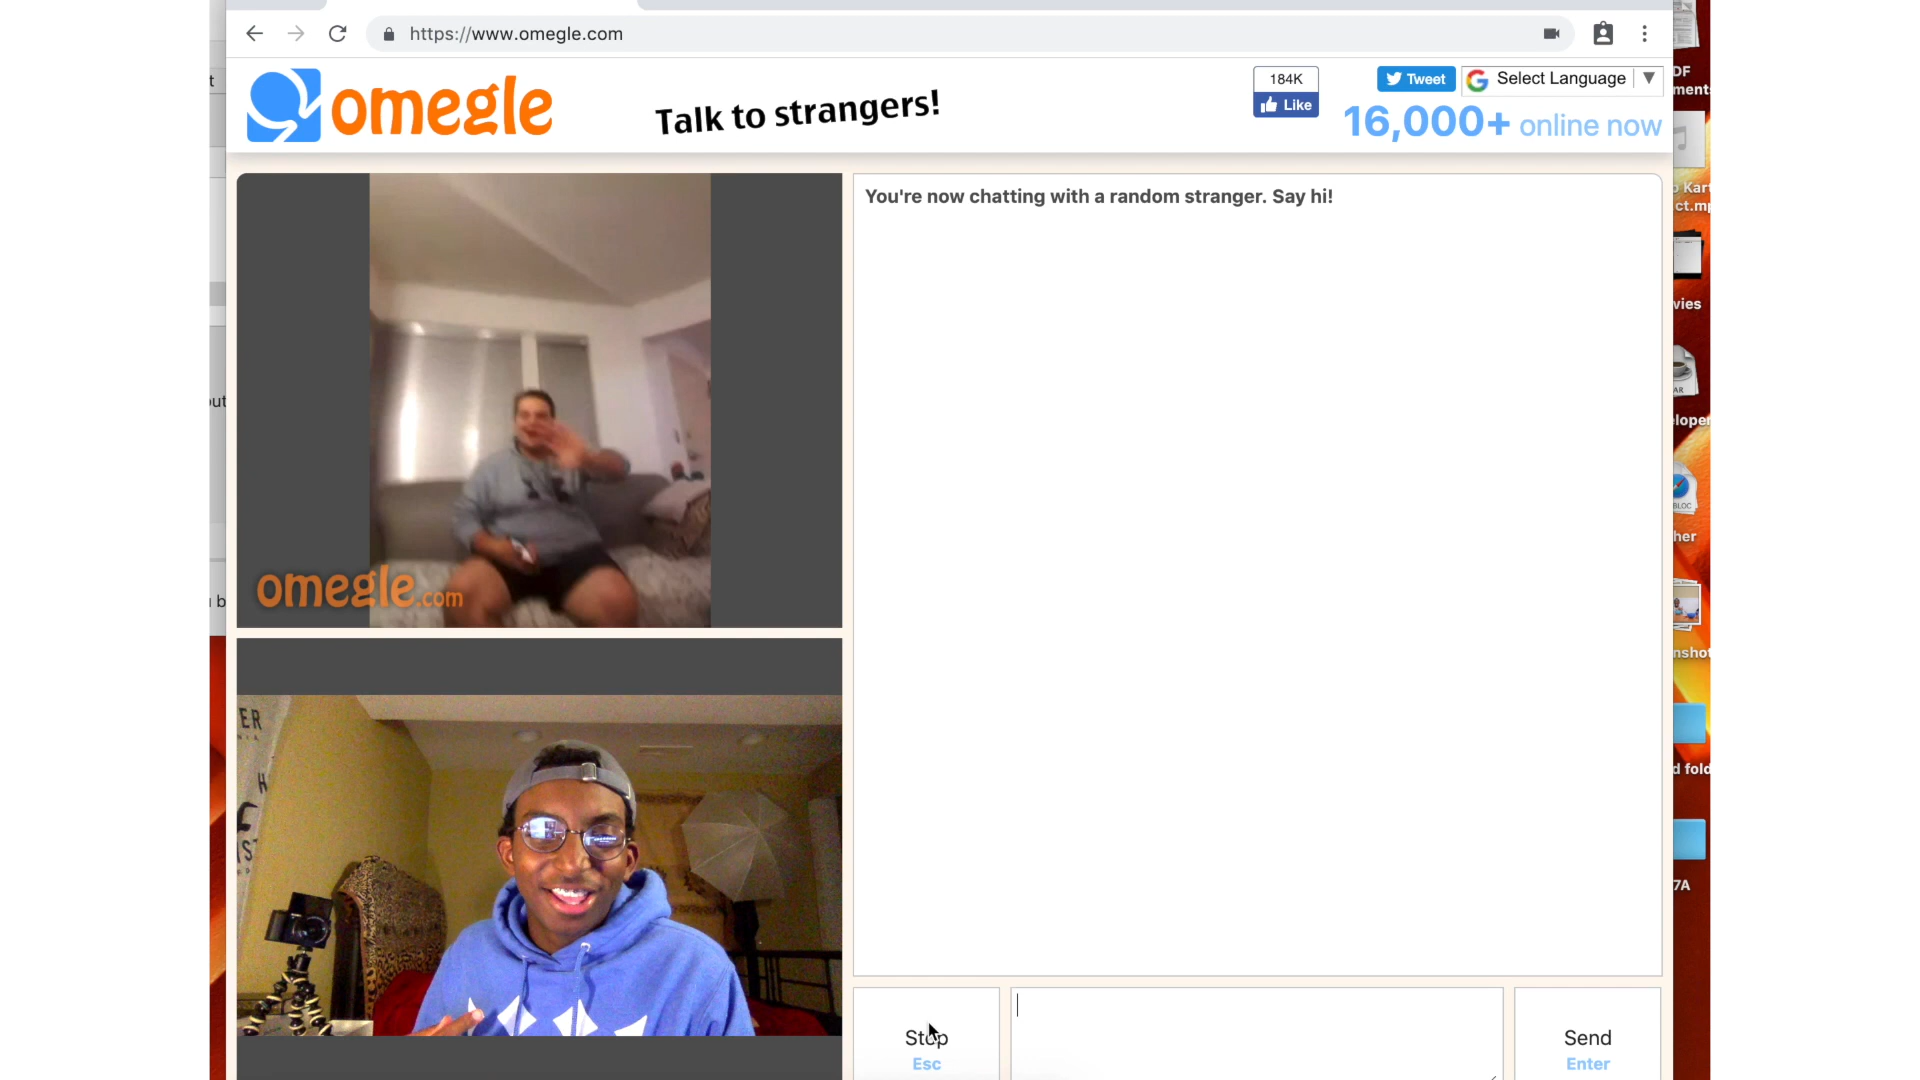 https://www.omegle.com
omegle
Talk to strangers!
184K
Like
Tweet
Select Language
16,000+ online now
You're now chatting with a random stranger. Say hi!
omegle.com
Stop
Esc
Send
Enter